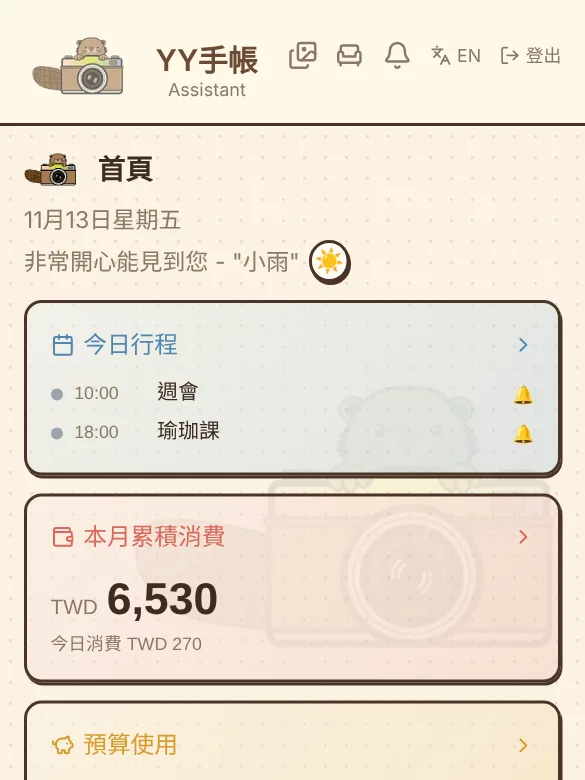 YY手帳
Assistant
EN
登出
首頁
11月13日星期五
非常開心能見到您 - "小雨"
今日行程
10:00 週會
18:00 瑜珈課
本月累積消費
TWD 6,530
今日消費 TWD 270
預算使用